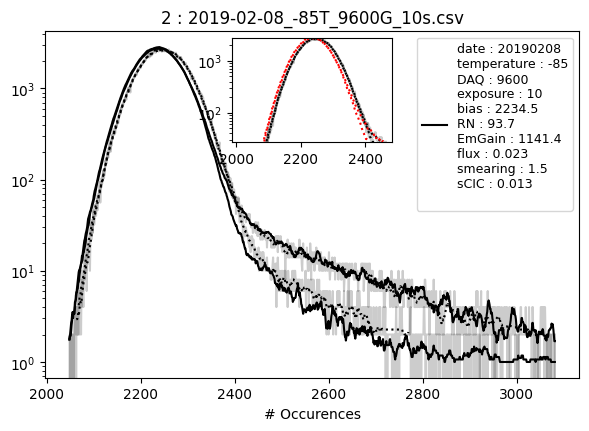 2 : 2019-02-08_-85T_9600G_10s.csv
date : 20190208
temperature : -85
DAQ : 9600
exposure : 10
bias : 2234.5
RN : 93.7
EmGain : 1141.4
flux : 0.023
smearing : 1.5
sCIC : 0.013
10³
10²
2000 2200 2400
10³
10²
10¹
10⁰
2000 2200 2400 2600 2800 3000
# Occurences